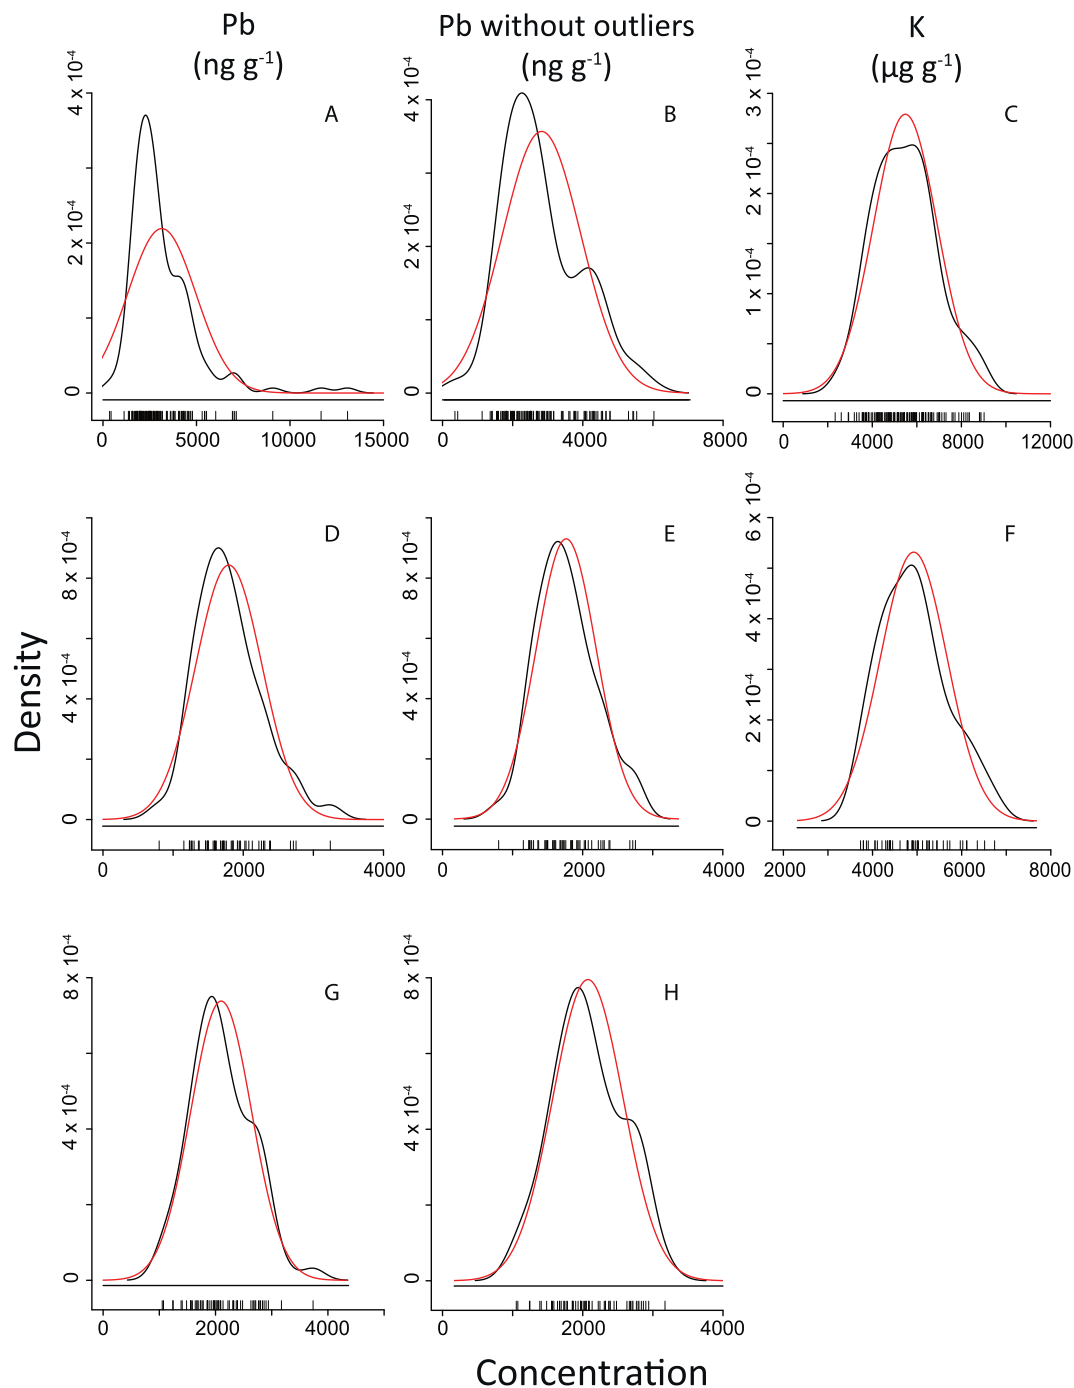 Pb Pb without outliers K
(ng g⁻¹) (ng g⁻¹) (µg g⁻¹)
A
4 x 10⁻⁴
2 x 10⁻⁴
0
0 5000 10000 15000
B
4 x 10⁻⁴
2 x 10⁻⁴
0
0 4000 8000
C
3 x 10⁻⁴
2 x 10⁻⁴
1 x 10⁻⁴
0
0 4000 8000 12000
Density
D
8 x 10⁻⁴
4 x 10⁻⁴
0
0 2000 4000
E
8 x 10⁻⁴
4 x 10⁻⁴
0
0 2000 4000
F
6 x 10⁻⁴
4 x 10⁻⁴
2 x 10⁻⁴
0
2000 4000 6000 8000
G
8 x 10⁻⁴
4 x 10⁻⁴
0
0 2000 4000
H
8 x 10⁻⁴
4 x 10⁻⁴
0
0 2000 4000
Concentration